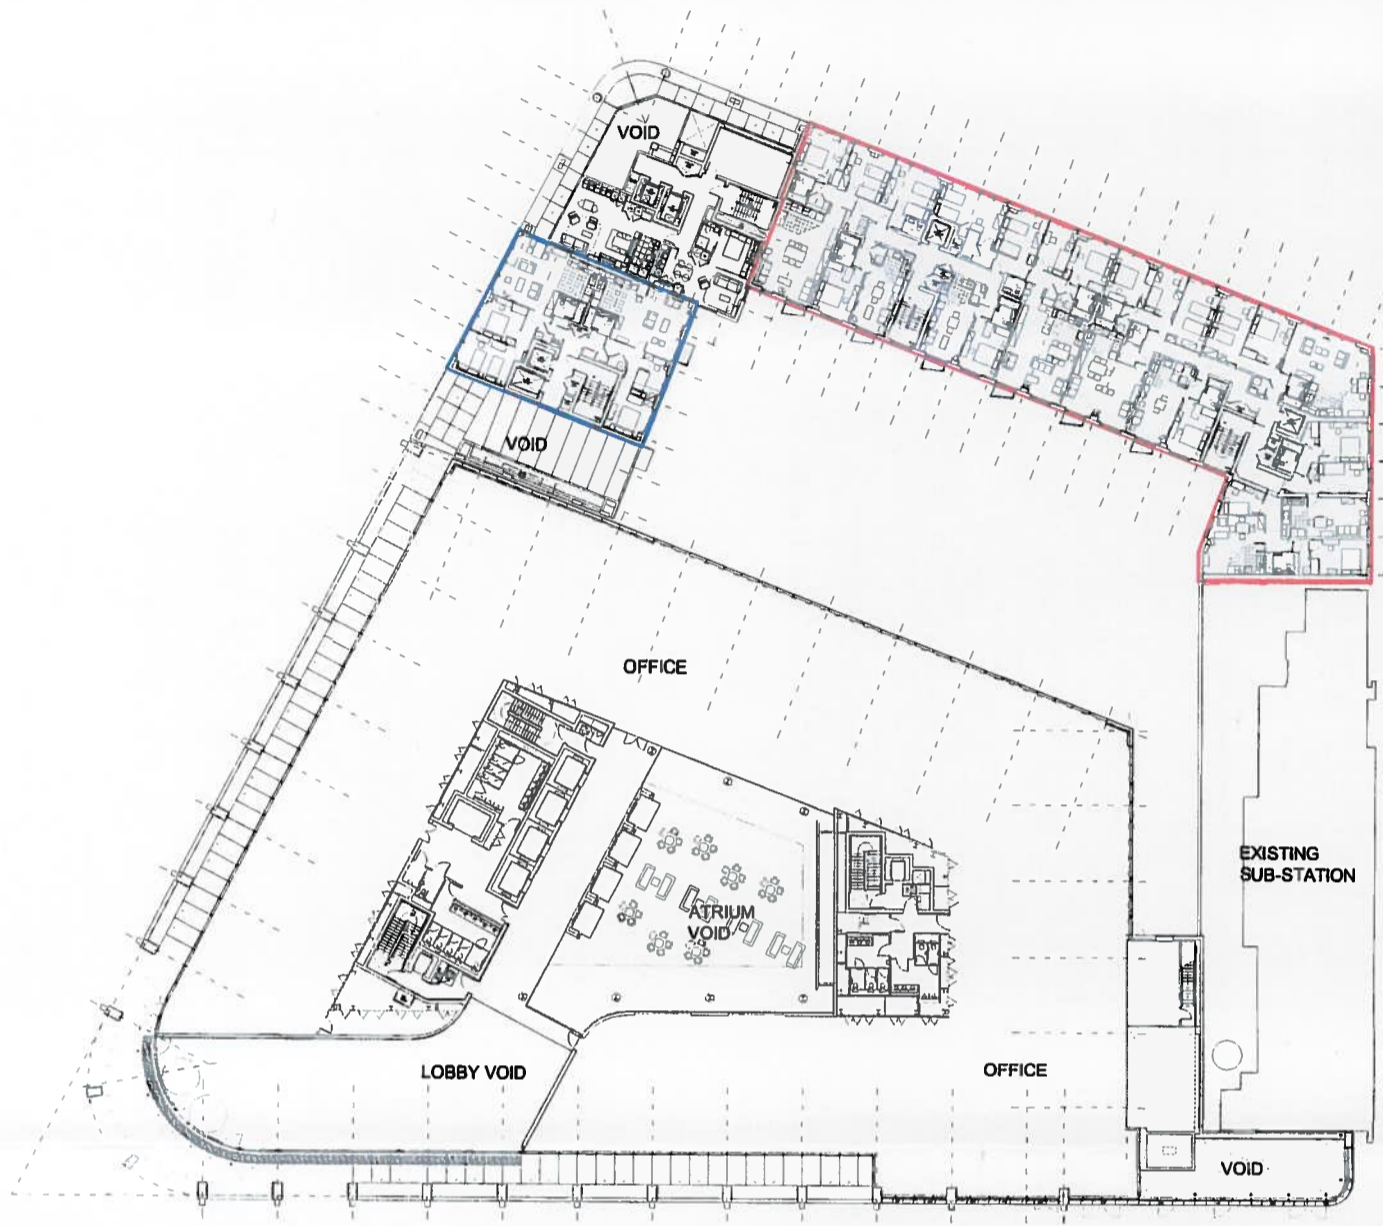 VOID
VOID
OFFICE
EXISTING
SUB-STATION
ATRIUM
VOID
LOBBY VOID
OFFICE
VOID